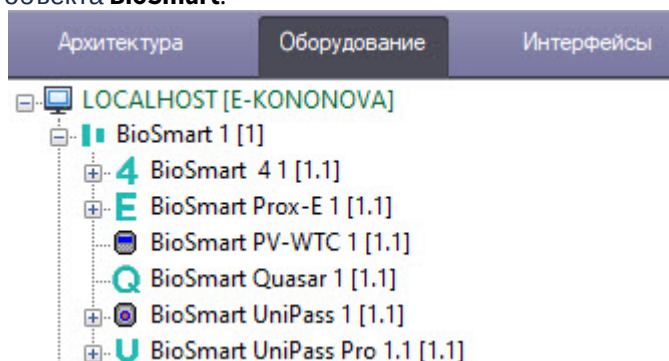 объекта BioSmart.
Архитектура Оборудование Интерфейсы
LOCALHOST [E-KONONOVA]
BioSmart 1 [1]
4 BioSmart 4 1 [1.1]
E BioSmart Prox-E 1 [1.1]
BioSmart PV-WTC 1 [1.1]
Q BioSmart Quasar 1 [1.1]
BioSmart UniPass 1 [1.1]
U BioSmart UniPass Pro 1.1 [1.1]